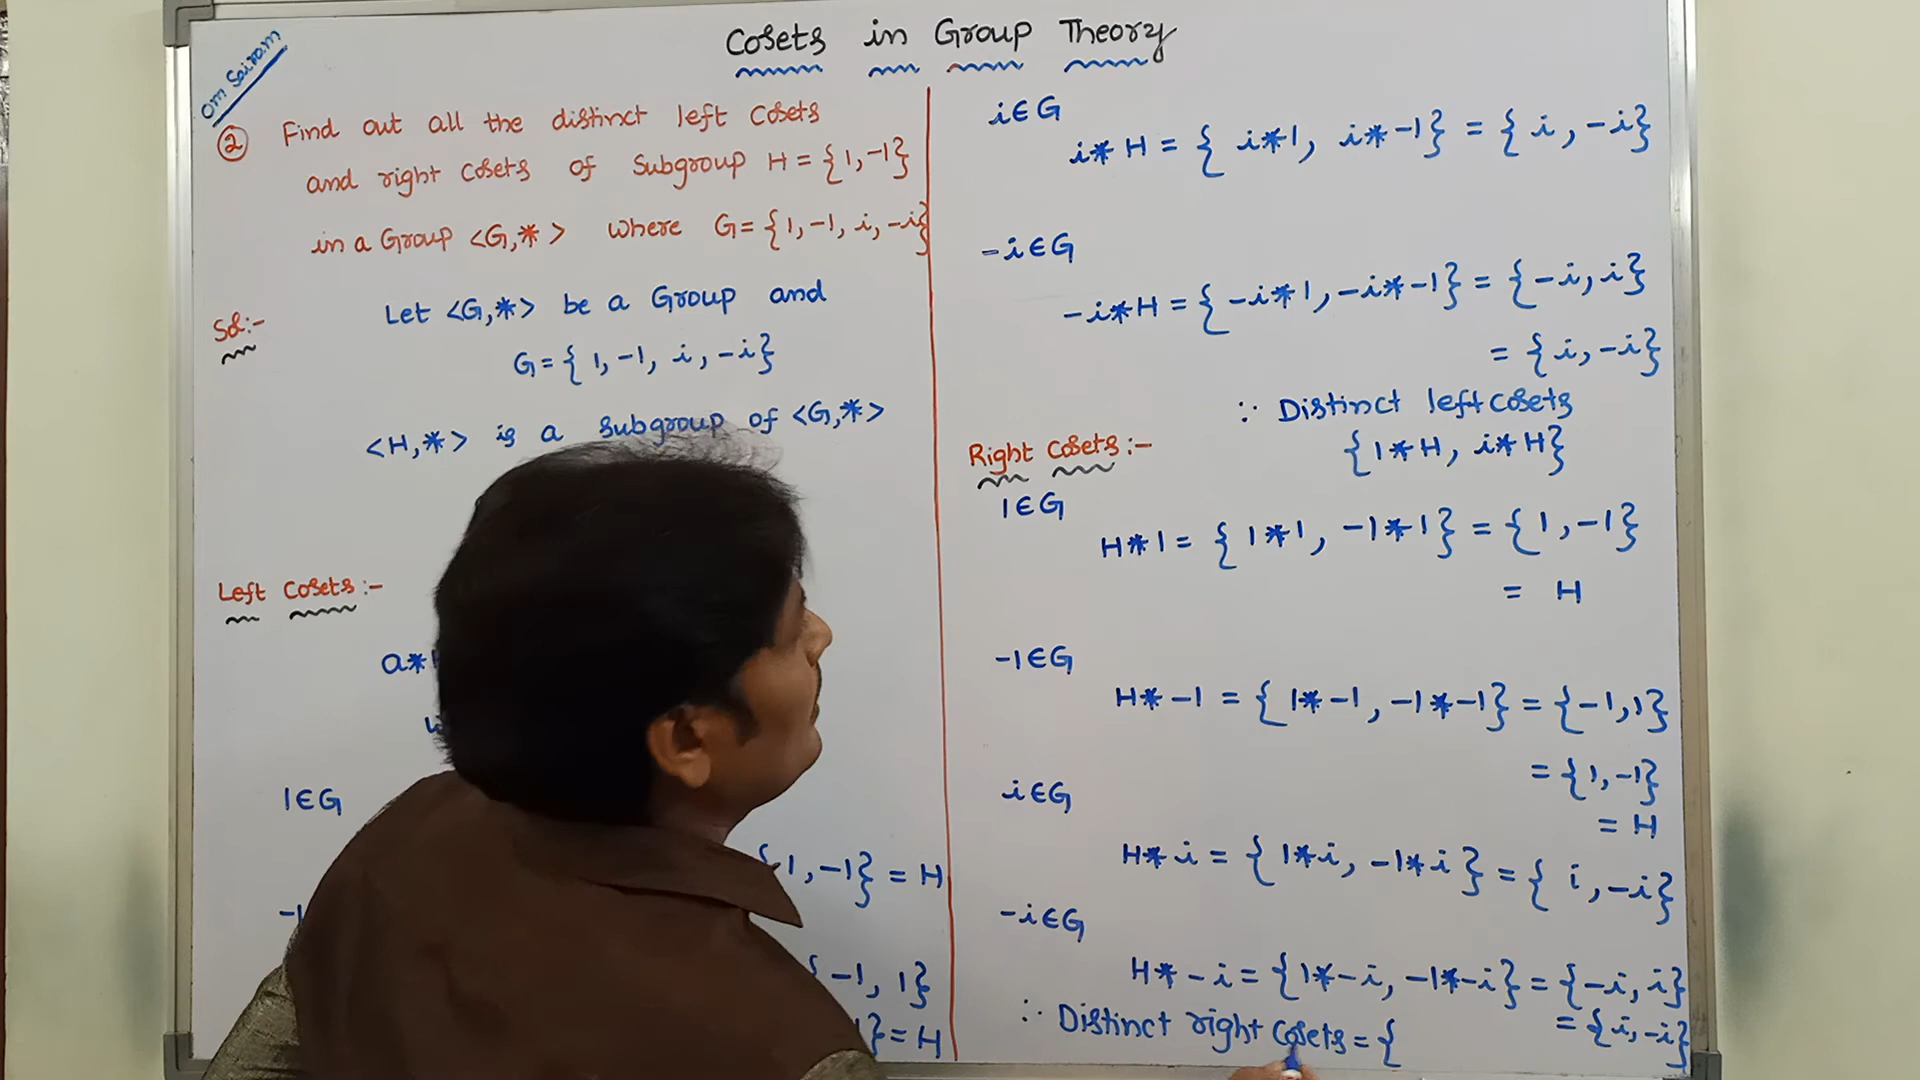 Cosets in Group Theory
Om Sairam
② Find out all the distinct left Cosets
and right Cosets of Subgroup H = {1, -1}
in a Group <G,*> where G = {1, -1, i, -i}
Sol:-
Let <G,*> be a Group and
G = {1, -1, i, -i}
<H,*> is a subgroup of <G,*>
Left Cosets :-
a*
1∈G
1, -1} = H
-1
-1, 1}
} = H
i∈G
i*H = { i*1, i*-1} = { i, -i}
-i∈G
-i*H = { -i*1, -i*-1} = { -i, i}
= { i, -i}
∵ Distinct left cosets
{1*H, i*H}
Right Cosets :-
1∈G
H*1 = { 1*1, -1*1} = { 1, -1}
= H
-1∈G
H*-1 = { 1*-1, -1*-1} = {-1, 1}
= {1, -1}
= H
i∈G
H*i = { 1*i, -1*i } = { i, -i}
-i∈G
H*-i = {1*-i, -1*-i} = {-i, i}
= {i, -i}
∴ Distinct right cosets = {